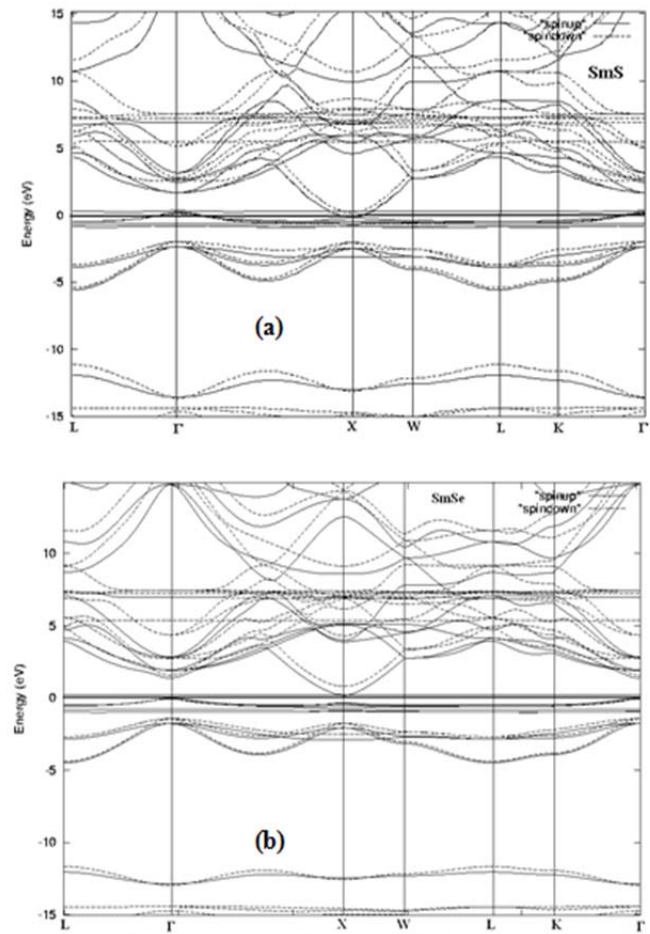 15
"spinup"
"spindown"
SmS
10
5
Energy (eV)
0
-5
(a)
-10
-15
L Γ X W L K Γ
SmSe
"spinup"
"spindown"
10
5
Energy (eV)
0
-5
-10
(b)
-15
L Γ X W L K Γ